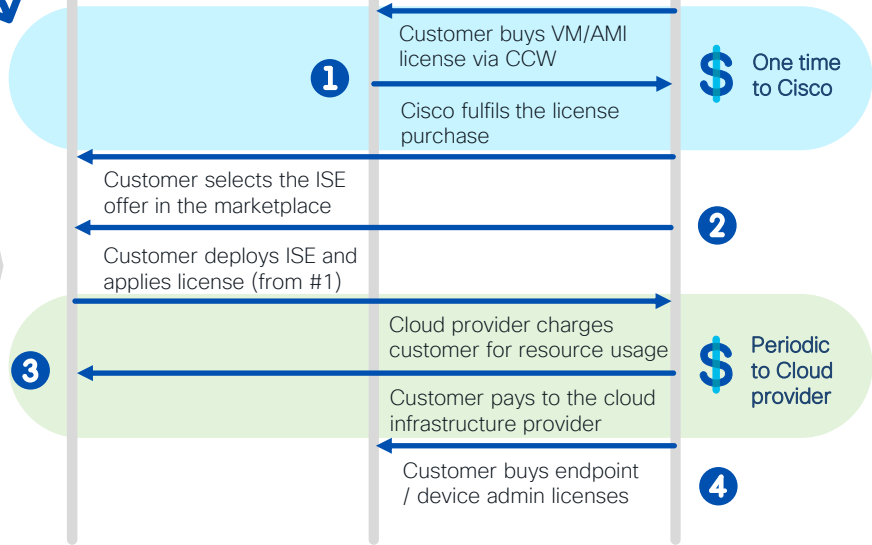 Customer buys VM/AMI
license via CCW
1
One time
to Cisco
Cisco fulfils the license
purchase
Customer selects the ISE
offer in the marketplace
2
Customer deploys ISE and
applies license (from #1)
Cloud provider charges
customer for resource usage
3
$
Periodic
to Cloud
provider
Customer pays to the cloud
infrastructure provider
Customer buys endpoint
/ device admin licenses
4